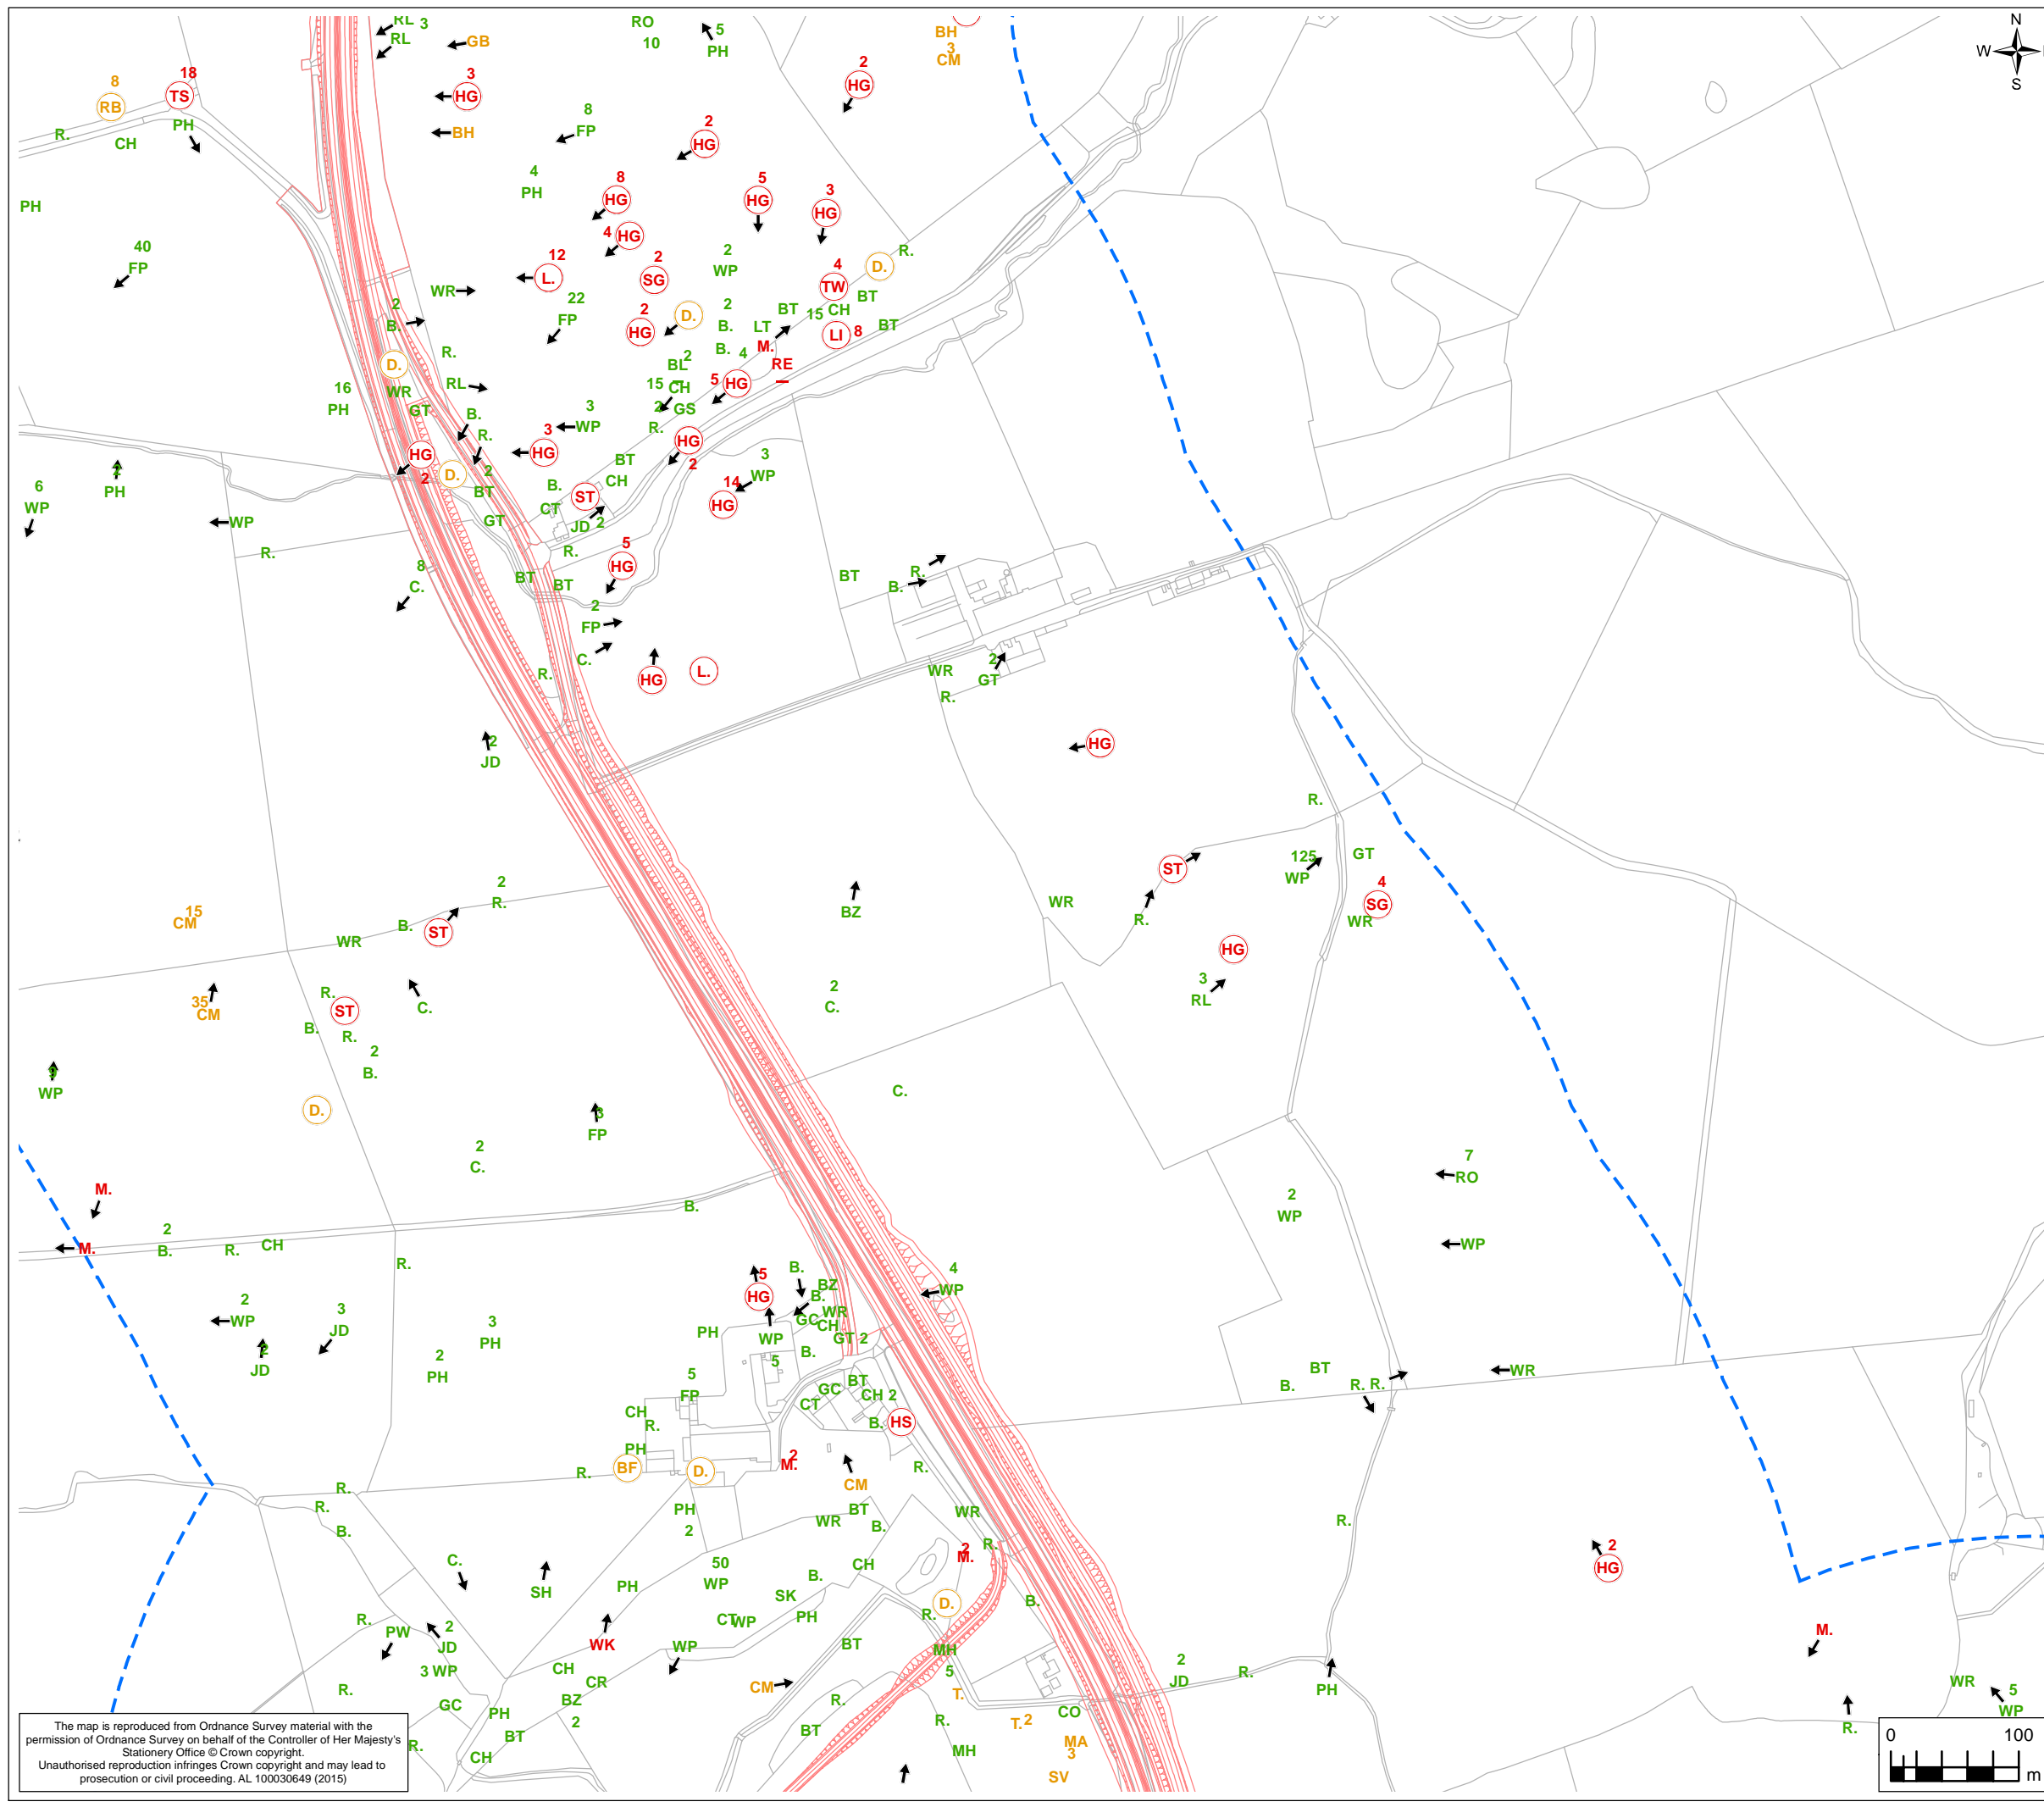 RL 3
RL
GB
RO
10
5
PH
BH
3
CM
N
W
S
8
RB
18
TS
3
HG
2
HG
R.
CH
PH
BH
8
FP
2
HG
4
PH
8
HG
5
HG
3
HG
PH
4 HG
40
FP
12
L.
2
SG
2
WP
D.
R.
4
TW
BT
WR
22
FP
2
HG
D.
2
B.
LT
BT
15 CH
BT
2
B.
LI 8
M.
RE
B.
4
R.
D.
BL
2
15 CH
5 HG
RL
16
PH
WR
GT
B.
R.
3
WP
2
GS
R.
HG
2
3
HG
HG
2
D.
2
BT
BT
CH
3
WP
14
HG
2
PH
6
WP
WP
R.
GT
B.
CT
ST
JD 2
R.
5
HG
8
C.
BT
BT
2
FP
C.
BT
B.
R.
R.
HG
L.
WR
R.
2
GT
2
JD
HG
R.
ST
125
WP
GT
4
SG
WR
15
CM
2
R.
B.
ST
WR
BZ
WR
R.
HG
3
RL
35
CM
R.
ST
B.
R.
C.
2
C.
2
B.
9
WP
D.
3
FP
C.
2
C.
7
RO
M.
M.
2
B.
R.
CH
B.
2
WP
WP
R.
5
HG
B.
BZ
B.
WR
GC
CH
GT 2
4
WP
2
WP
3
JD
2
JD
3
PH
2
PH
PH
WP
B.
5
5
FP
GC
BT
CH 2
CT
B.
HS
BT
B.
R. R.
WR
CH
R.
PH
BF
D.
2
M.
CM
R.
R.
R.
R.
B.
PH
2
WR
BT
B.
WR
R.
2
M.
R.
2
HG
C.
SH
PH
50
WP
B.
CH
SK
CT
WP
PH
D.
R.
B.
R.
PW
2
JD
WK
WP
BT
MH
5
M.
3 WP
CH
CR
CM
T.
2
JD
R.
PH
WR
5
WP
R.
GC
PH
BZ
2
BT
CH
R.
R.
BT
R.
MH
T. 2
CO
MA
3
SV
R.
The map is reproduced from Ordnance Survey material with the
permission of Ordnance Survey on behalf of the Controller of Her Majesty's
Stationery Office © Crown copyright.
Unauthorised reproduction infringes Crown copyright and may lead to
prosecution or civil proceeding. AL 100030649 (2015)
0 100
m